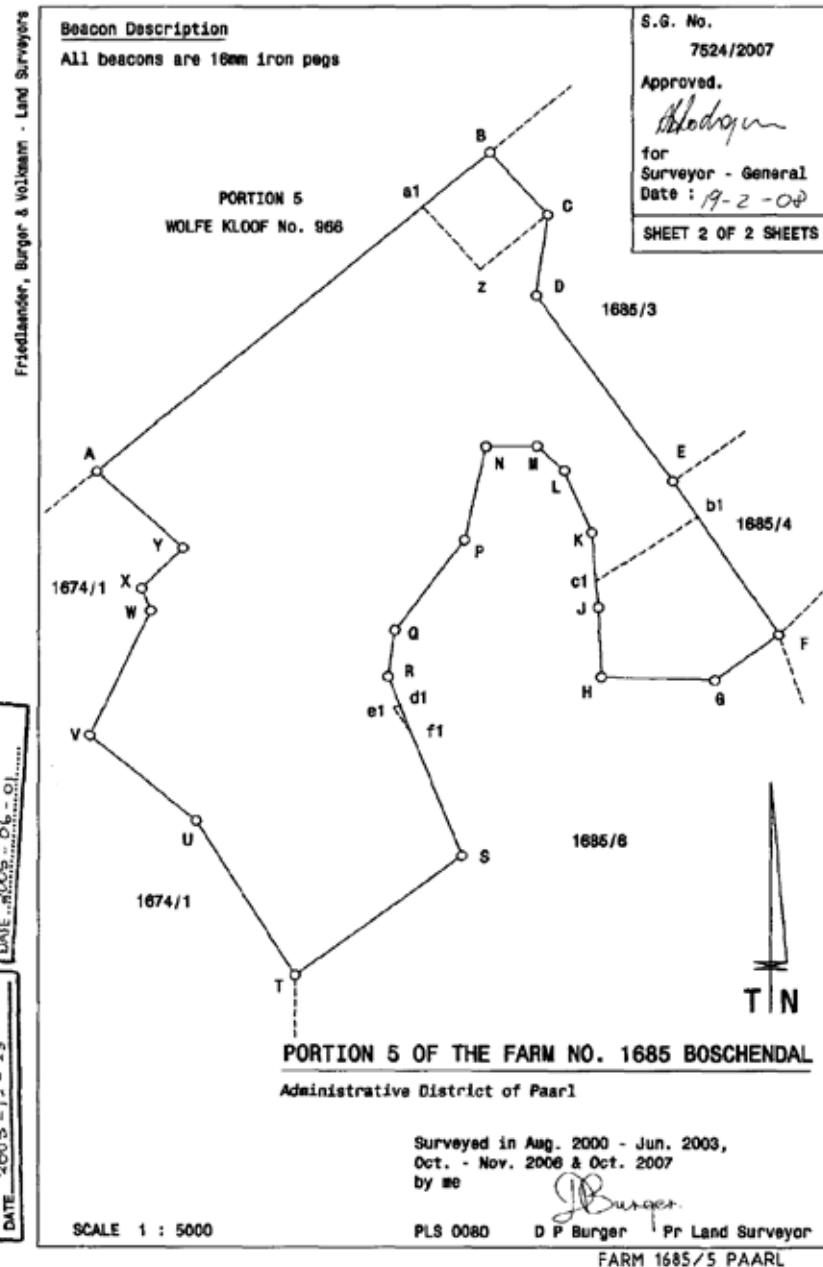 Friedlaender, Burger & Volkmann - Land Surveyors
Beacon Description
All beacons are 16mm iron pegs
S.G. No.
7524/2007
Approved.
for
Surveyor - General
Date : 19-2-08
SHEET 2 OF 2 SHEETS
B
a1
PORTION 5
WOLFE KLOOF No. 966
C
z
D
1685/3
A
N
M
L
E
b1
1685/4
Y
P
K
X
1674/1
c1
W
J
Q
F
R
H
G
e1
d1
f1
V
U
S
1685/6
1674/1
T
T N
PORTION 5 OF THE FARM NO. 1685 BOSCHENDAL
Administrative District of Paarl
Surveyed in Aug. 2000 - Jun. 2003,
Oct. - Nov. 2006 & Oct. 2007
by me
DBurger.
SCALE 1 : 5000
PLS 0080 D P Burger Pr Land Surveyor
FARM 1685/5 PAARL
DATE
DATE